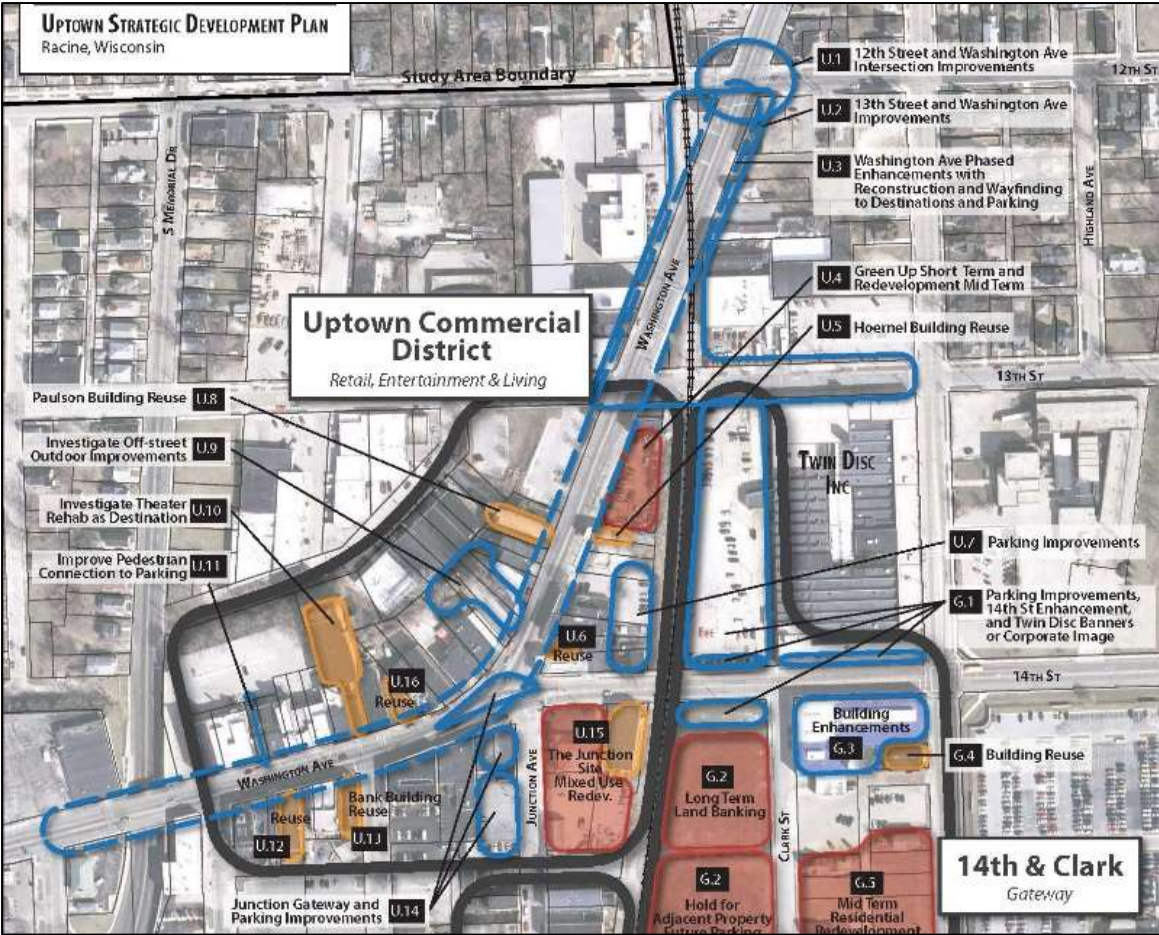 UPTOWN STRATEGIC DEVELOPMENT PLAN
Racine, Wisconsin
Study Area Boundary
12TH ST
U.1 12th Street and Washington Ave
Intersection Improvements
U.2 13th Street and Washington Ave
Improvements
U.3 Washington Ave Phased
Enhancements with
Reconstruction and Wayfinding
to Destinations and Parking
S MEMORIAL DR
HIGHLAND AVE
WASHINGTON AVE
U.4 Green Up Short Term and
Redevelopment Mid Term
U.5 Hoernel Building Reuse
Uptown Commercial
District
Retail, Entertainment & Living
13TH ST
Paulson Building Reuse U.8
Investigate Off-street
Outdoor Improvements U.9
TWIN DISC
INC
Investigate Theater
Rehab as Destination U.10
Improve Pedestrian
Connection to Parking U.11
U.7 Parking Improvements
G.1 Parking Improvements,
14th St Enhancement,
and Twin Disc Banners
or Corporate Image
U.6
Reuse
U.16
Reuse
14TH ST
Building
Enhancements
G.3
G.4 Building Reuse
U.15
The Junction
Site
Mixed Use
Redev.
JUNCTION AVE
WASHINGTON AVE
G.2
Long Term
Land Banking
Bank Building
Reuse
U.13
Reuse
U.12
CLARK ST
14th & Clark
Gateway
Junction Gateway and
Parking Improvements U.14
G.2
Hold for
Adjacent Property
Future Parking
G.5
Mid Term
Residential
Redevelopment